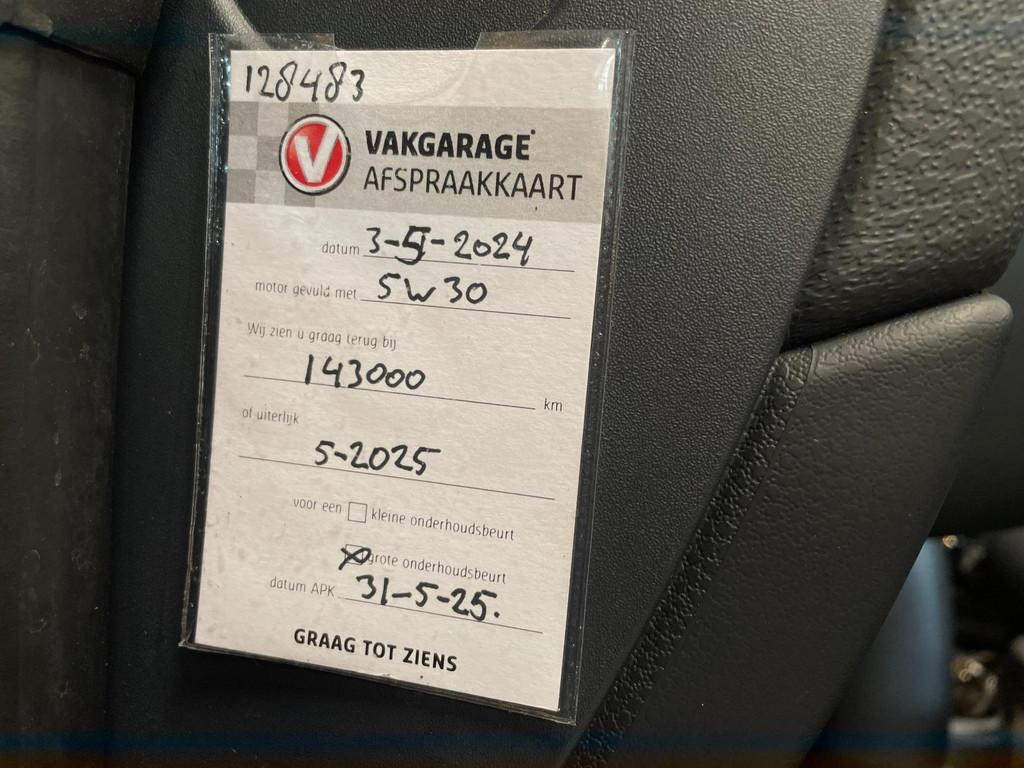 128483
V VAKGARAGE
AFSPRAAKKAART
datum 3-5-2024
motor gevuld met 5W30
Wij zien u graag terug bij
143000 km
of uiterlijk
5-2025
voor een kleine onderhoudsbeurt
grote onderhoudsbeurt
datum APK 31-5-25.
GRAAG TOT ZIENS